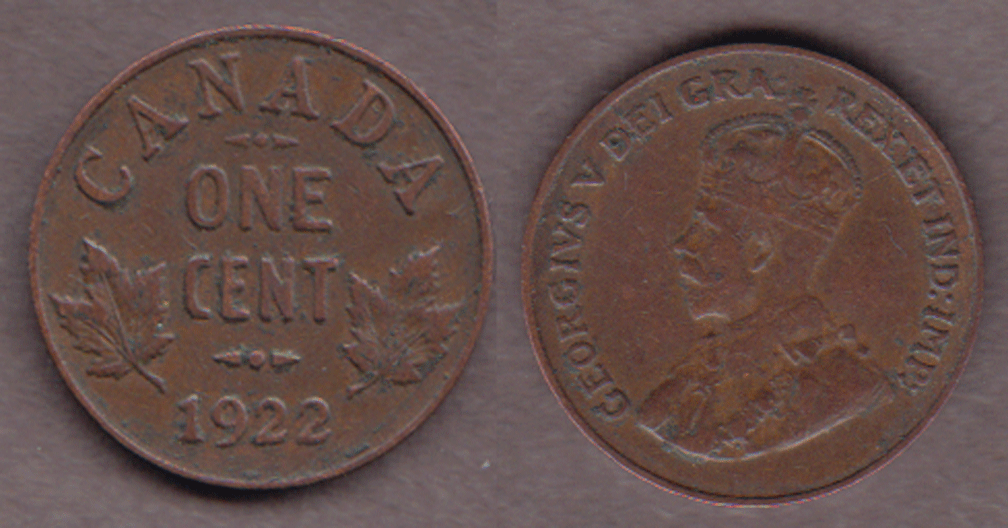 CANADA
ONE
CENT
1922
GEORGIVS V DEI GRA: REX ET IND:IMP: